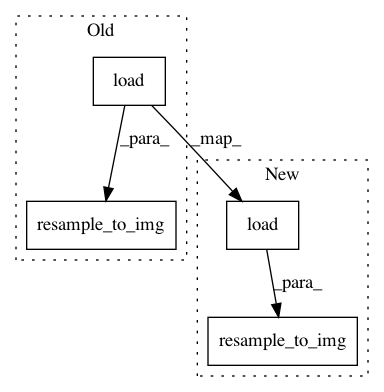 Old
load
_para_
_map_
New
resample_to_img
load
_para_
resample_to_img